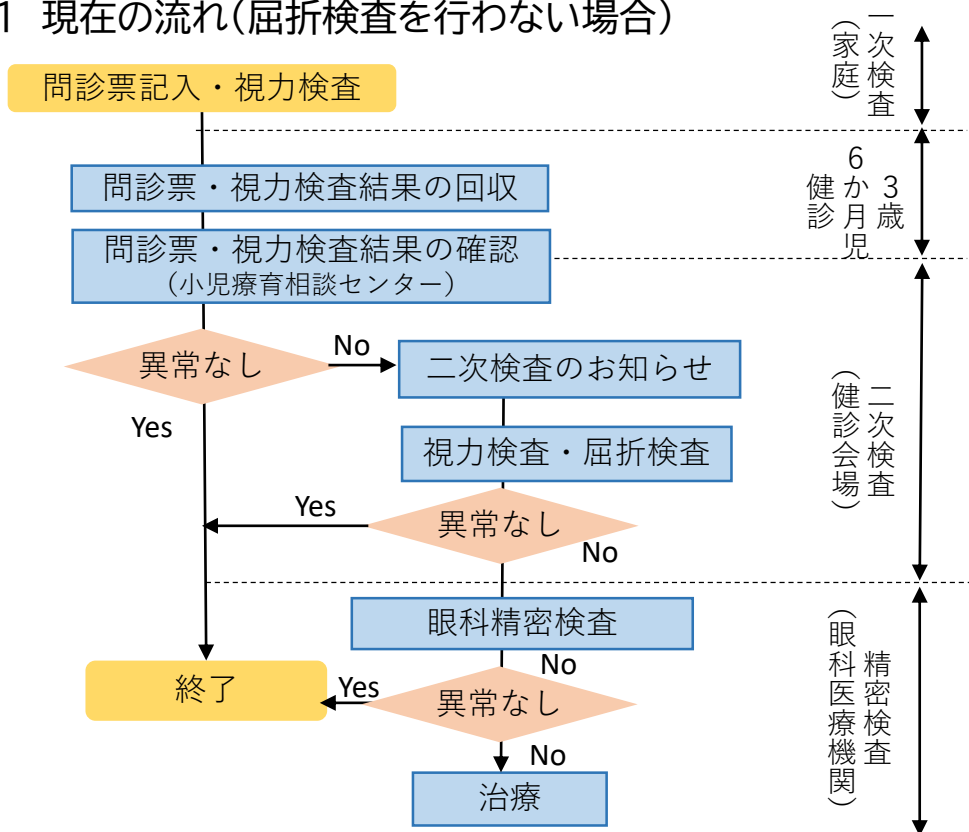 1 現在の流れ(屈折検査を行わない場合)
一次検査
(家庭)
問診票記入・視力検査
3歳
6か月児
健診
問診票・視力検査結果の回収
問診票・視力検査結果の確認
(小児療育相談センター)
二次検査
(健診会場)
異常なし
No
Yes
二次検査のお知らせ
視力検査・屈折検査
異常なし
Yes
No
精密検査
(眼科医療機関)
眼科精密検査
No
異常なし
Yes
終了
No
治療